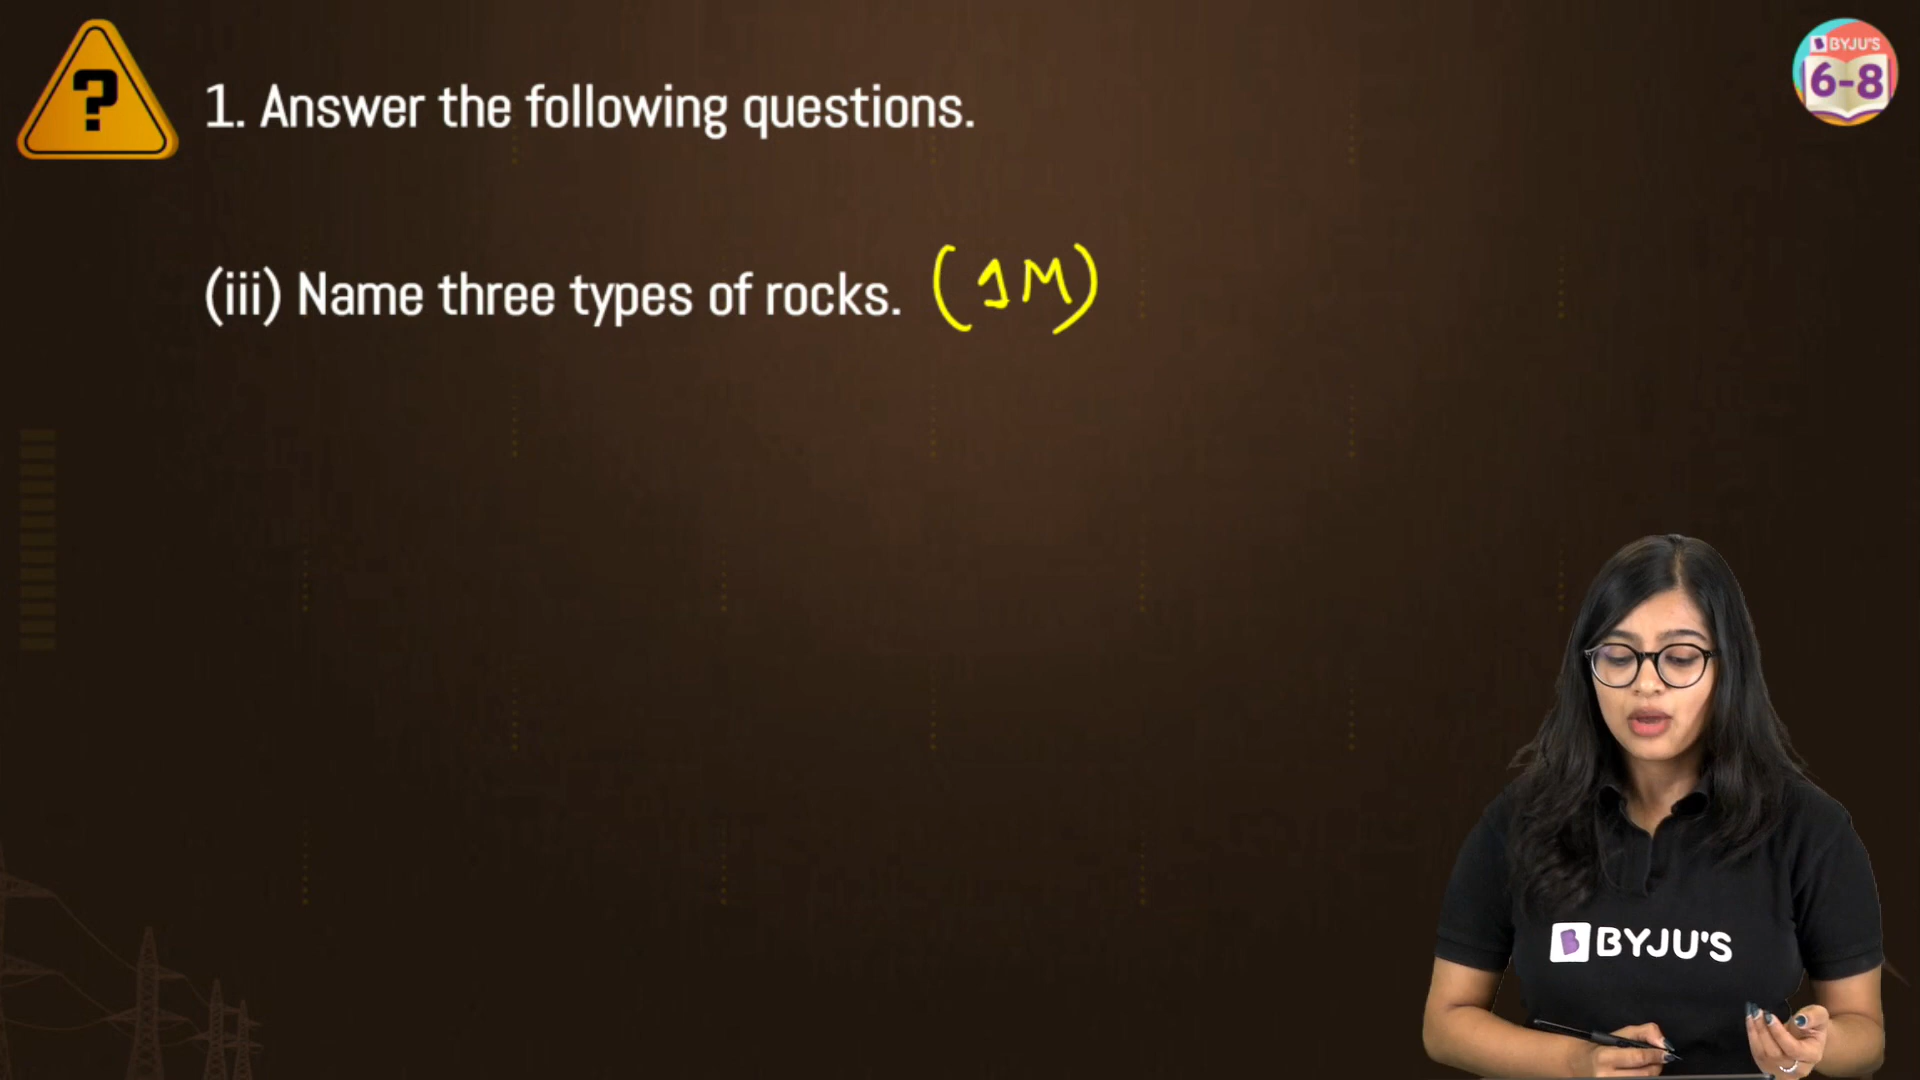 ?
BYJU'S
6-8
1. Answer the following questions.
(iii) Name three types of rocks. (1M)
BYJU'S